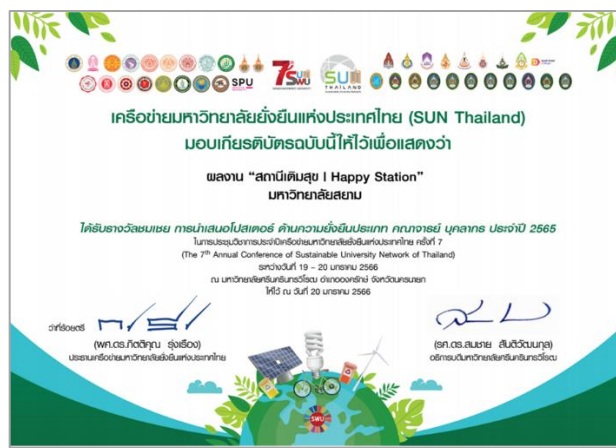 SPU
7th SUN SWU
SUN
THAILAND
เครือข่ายมหาวิทยาลัยยั่งยืนแห่งประเทศไทย (SUN Thailand)
มอบเกียรติบัตรฉบับนี้ให้ไว้เพื่อแสดงว่า
ผลงาน “สถานีเติมสุข | Happy Station”
มหาวิทยาลัยสยาม
ได้รับรางวัลชมเชย การนำเสนอโปสเตอร์ ด้านความยั่งยืนประเภท คณาจารย์ บุคลากร ประจำปี 2565
ในการประชุมวิชาการประจำปีเครือข่ายมหาวิทยาลัยยั่งยืนแห่งประเทศไทย ครั้งที่ 7
(The 7th Annual Conference of Sustainable University Network of Thailand)
ระหว่างวันที่ 19 - 20 มกราคม 2566
ณ มหาวิทยาลัยศรีนครินทรวิโรฒ อำเภอองครักษ์ จังหวัดนครนายก
ให้ไว้ ณ วันที่ 20 มกราคม 2566
ว่าที่ร้อยตรี
(ผศ.ดร.กิตติคุณ รุ่งเรือง)
ประธานเครือข่ายมหาวิทยาลัยยั่งยืนแห่งประเทศไทย
(รศ.ดร.สมชาย สันติวัฒนกุล)
อธิการบดีมหาวิทยาลัยศรีนครินทรวิโรฒ
SWU